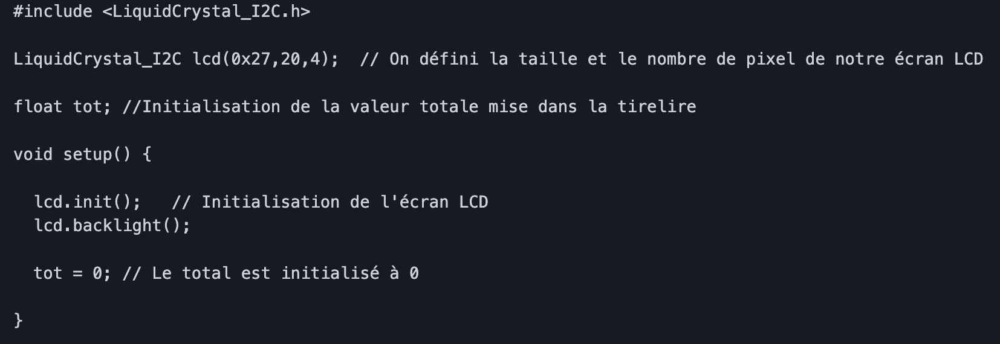 #include <LiquidCrystal_I2C.h>
LiquidCrystal_I2C lcd(0x27,20,4);  // On défini la taille et le nombre de pixel de notre écran LCD
float tot; //Initialisation de la valeur totale mise dans la tirelire
void setup() {
  lcd.init();   // Initialisation de l'écran LCD
  lcd.backlight();
  tot = 0; // Le total est initialisé à 0
}